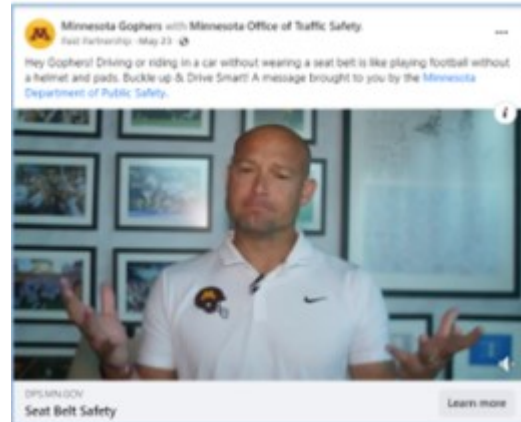 Minnesota Gophers with Minnesota Office of Traffic Safety.
Paid Partnership · May 23 ·
Hey Gophers! Driving or riding in a car without wearing a seat belt is like playing football without
a helmet and pads. Buckle up & Drive Smart! A message brought to you by the Minnesota
Department of Public Safety.
DPS.MN.GOV
Seat Belt Safety
Learn more